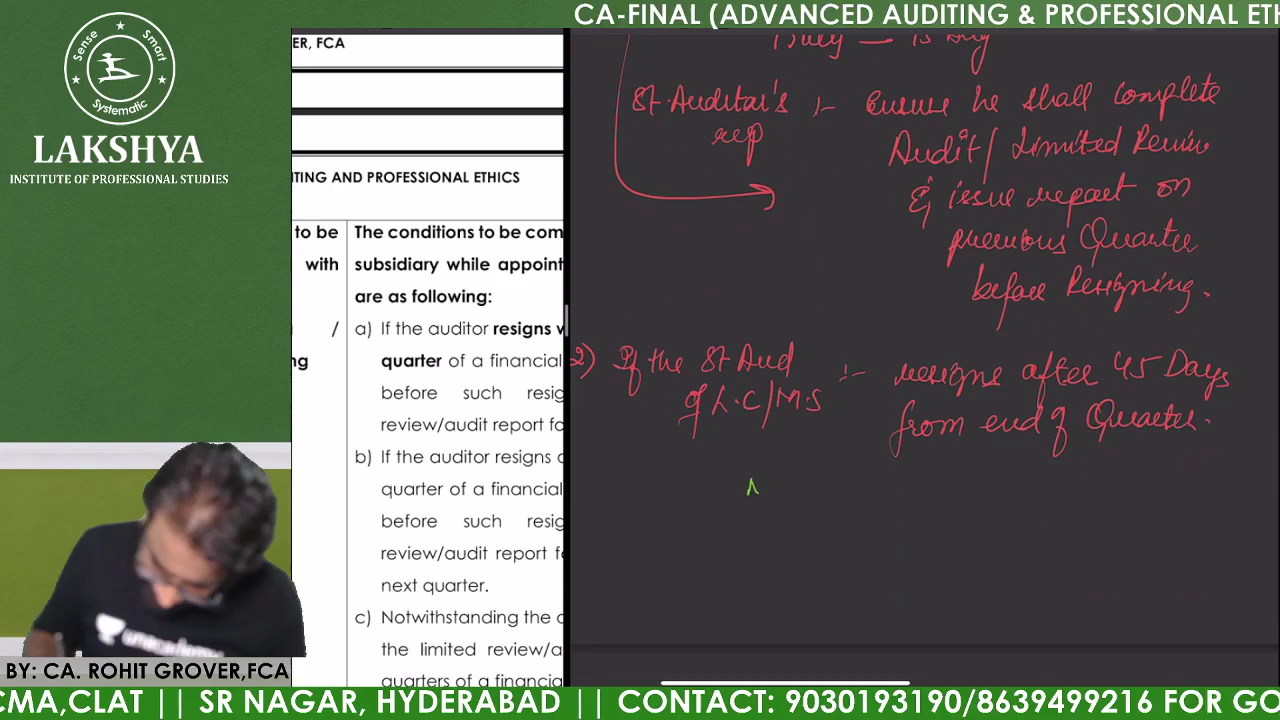 CA-FINAL (ADVANCED AUDITING & PROFESSIONAL ETH
Sense
Smart
Systematic
LAKSHYA
INSTITUTE OF PROFESSIONAL STUDIES
ER, FCA
ITING AND PROFESSIONAL ETHICS
to be
with
/
ng
The conditions to be com
subsidiary while appoint
are as following:
a) If the auditor resigns w
quarter of a financial
before such resig
review/audit report fo
b) If the auditor resigns a
quarter of a financial
before such resig
review/audit report fo
next quarter.
c) Notwithstanding the a
the limited review/a
quarters of a financia
St. Auditor's :- Ensure he shall complete
rep
Audit/ Limited Review
& issue report on
previous Quarter
before Resigning.
2) If the St Aud :- resigns after 45 Days
of L.C/M.S
from end of Quarter.
BY: CA. ROHIT GROVER,FCA
CMA,CLAT || SR NAGAR, HYDERABAD || CONTACT: 9030193190/8639499216 FOR GO